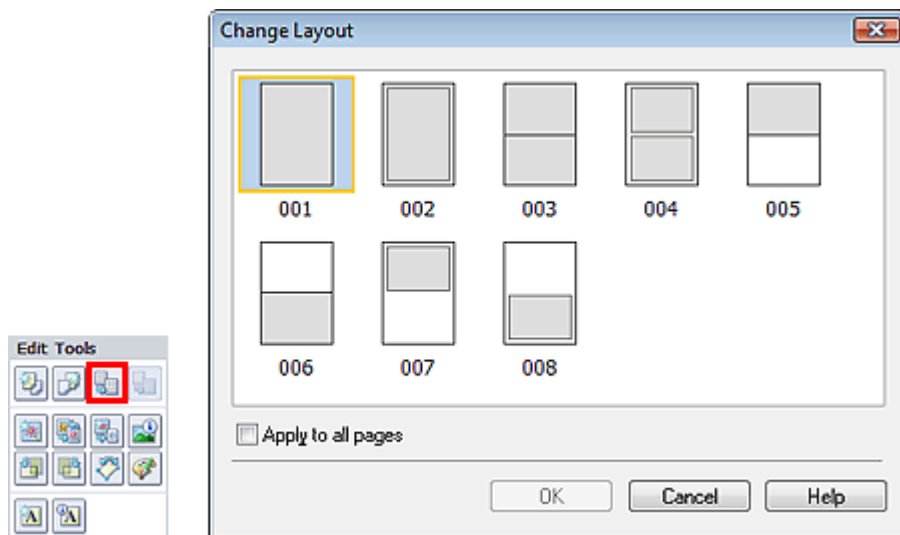 Change Layout
001 002 003 004 005
006 007 008
Apply to all pages
OK Cancel Help
Edit Tools
A A